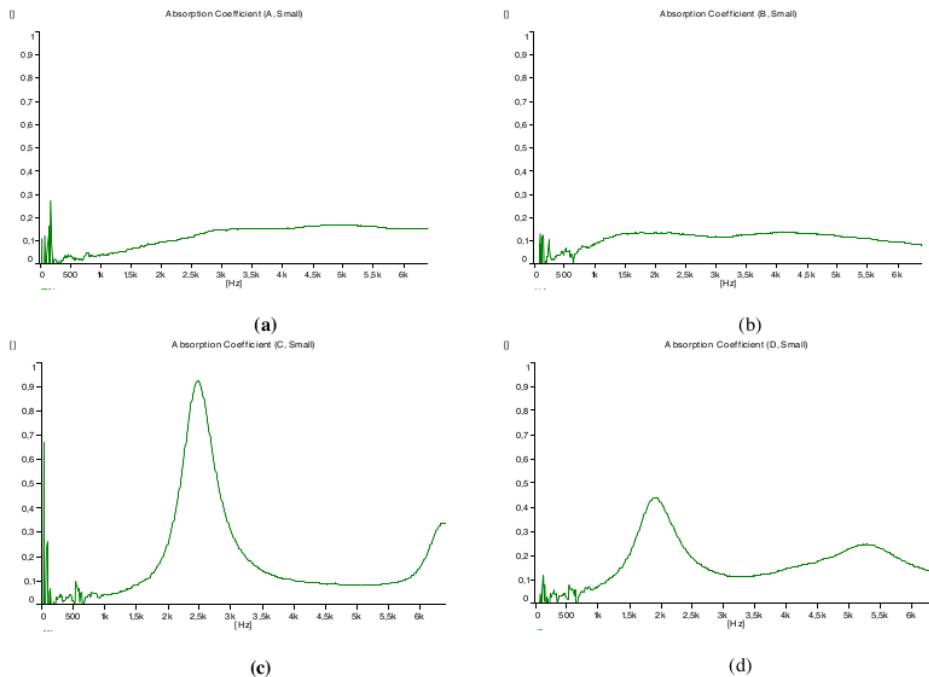 [] Absorption Coefficient (A, Small)
1
0,9
0,8
0,7
0,6
0,5
0,4
0,3
0,2
0,1
0
0 500 1k 1,5k 2k 2,5k 3k 3,5k 4k 4,5k 5k 5,5k 6k
[Hz]
(a)
[] Absorption Coefficient (B, Small)
1
0,9
0,8
0,7
0,6
0,5
0,4
0,3
0,2
0,1
0
0 500 1k 1,5k 2k 2,5k 3k 3,5k 4k 4,5k 5k 5,5k 6k
[Hz]
(b)
[] Absorption Coefficient (C, Small)
1
0,9
0,8
0,7
0,6
0,5
0,4
0,3
0,2
0,1
0
0 500 1k 1,5k 2k 2,5k 3k 3,5k 4k 4,5k 5k 5,5k 6k
[Hz]
(c)
[] Absorption Coefficient (D, Small)
1
0,9
0,8
0,7
0,6
0,5
0,4
0,3
0,2
0,1
0
0 500 1k 1,5k 2k 2,5k 3k 3,5k 4k 4,5k 5k 5,5k 6k
[Hz]
(d)